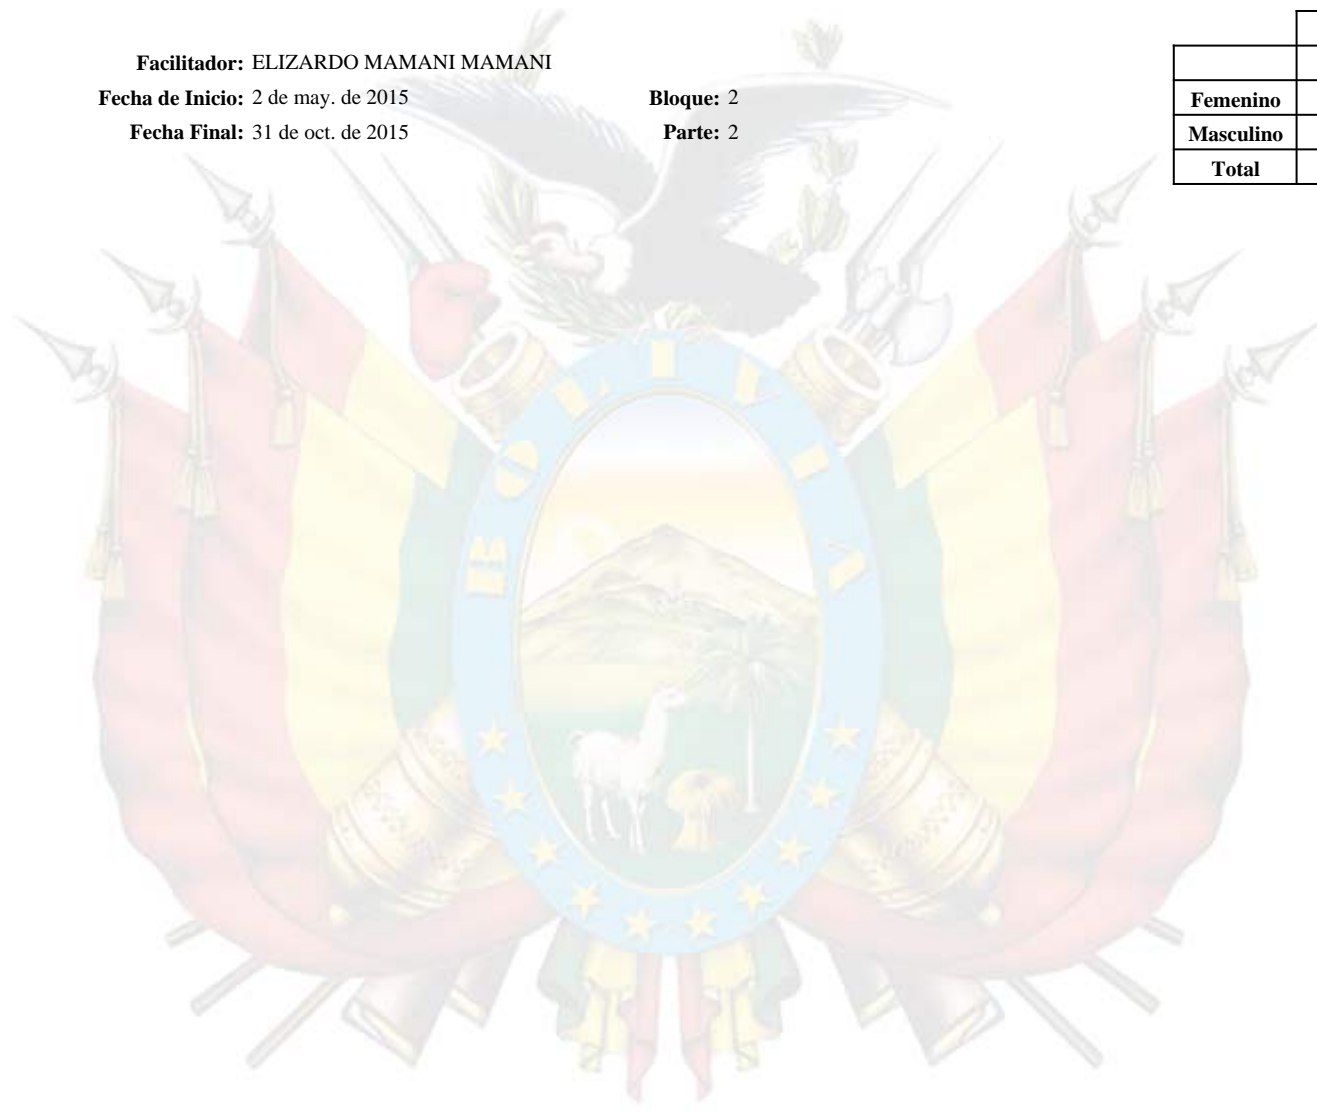 Facilitador: ELIZARDO MAMANI MAMANI
Fecha de Inicio: 2 de may. de 2015 Bloque: 2
Fecha Final: 31 de oct. de 2015 Parte: 2
Femenino
Masculino
Total
BOLIVIA